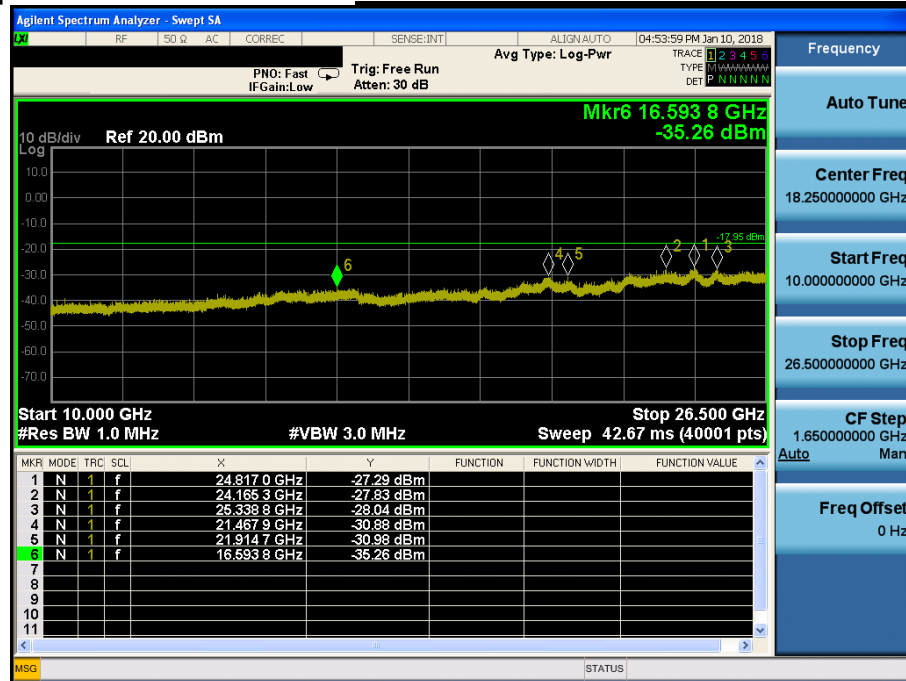 Agilent Spectrum Analyzer - Swept SA
LXI RF 50 Ω AC CORREC SENSE:INT ALIGN AUTO 04:53:59 PM Jan 10, 2018
PNO: Fast
IFGain:Low
Trig: Free Run
Atten: 30 dB
Avg Type: Log-Pwr
TRACE 1 2 3 4 5 6
TYPE M WWWWW
DET P N N N N N
Mkr6 16.593 8 GHz
-35.26 dBm
10 dB/div Ref 20.00 dBm
Log
10.0
0.00
-10.0
-20.0
-30.0
-40.0
-50.0
-60.0
-70.0
-17.95 dBm
6
4
5
2
1
3
Start 10.000 GHz Stop 26.500 GHz
#Res BW 1.0 MHz #VBW 3.0 MHz Sweep 42.67 ms (40001 pts)
MKR MODE TRC SCL X Y FUNCTION FUNCTION WIDTH FUNCTION VALUE
1 N 1 f 24.817 0 GHz -27.29 dBm
2 N 1 f 24.165 3 GHz -27.83 dBm
3 N 1 f 25.338 8 GHz -28.04 dBm
4 N 1 f 21.467 9 GHz -30.88 dBm
5 N 1 f 21.914 7 GHz -30.98 dBm
6 N 1 f 16.593 8 GHz -35.26 dBm
7
8
9
10
11
MSG STATUS
Frequency
Auto Tune
Center Freq
18.250000000 GHz
Start Freq
10.000000000 GHz
Stop Freq
26.500000000 GHz
CF Step
1.650000000 GHz
Auto Man
Freq Offset
0 Hz